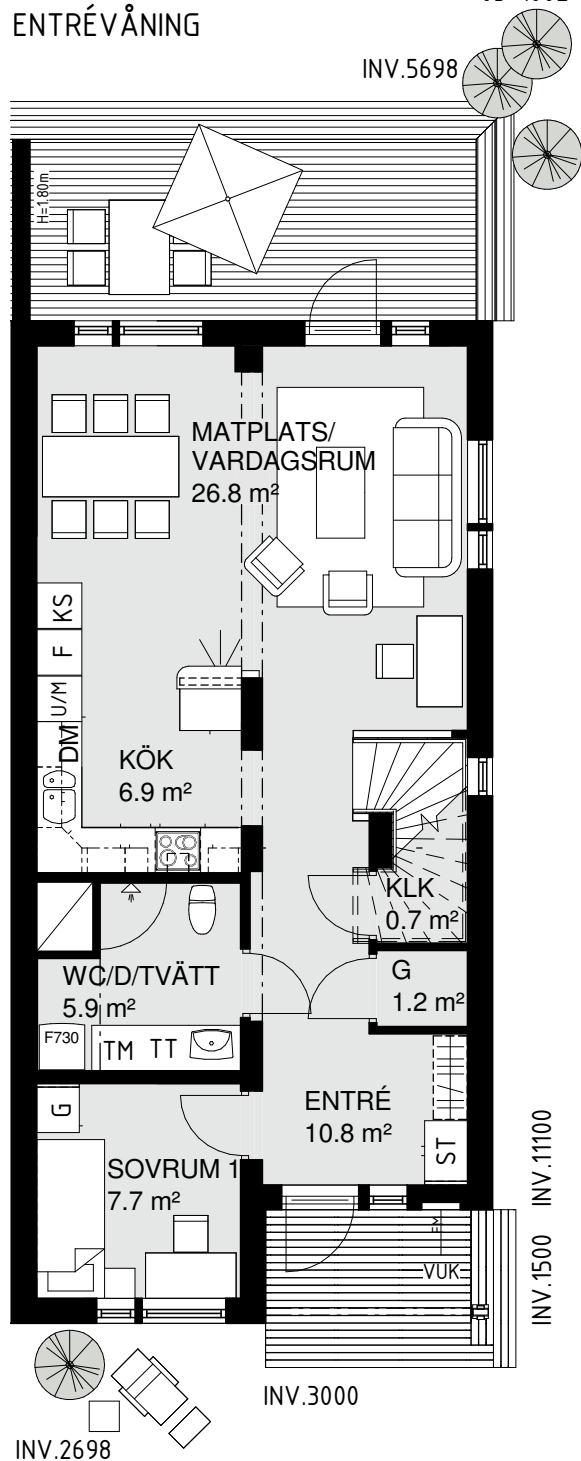 ENTRÉVÅNING
INV.5698
H=1.80m
MATPLATS/
VARDAGSRUM
26.8 m²
KS
F
U/M
DM
KÖK
6.9 m²
KLK
0.7 m²
WC/D/TVÄTT
5.9 m²
G
1.2 m²
F730
TM TT
G
ENTRÉ
10.8 m²
ST
SOVRUM 1
7.7 m²
INV.11100
EM
VUK
INV.1500
INV.3000
INV.2698